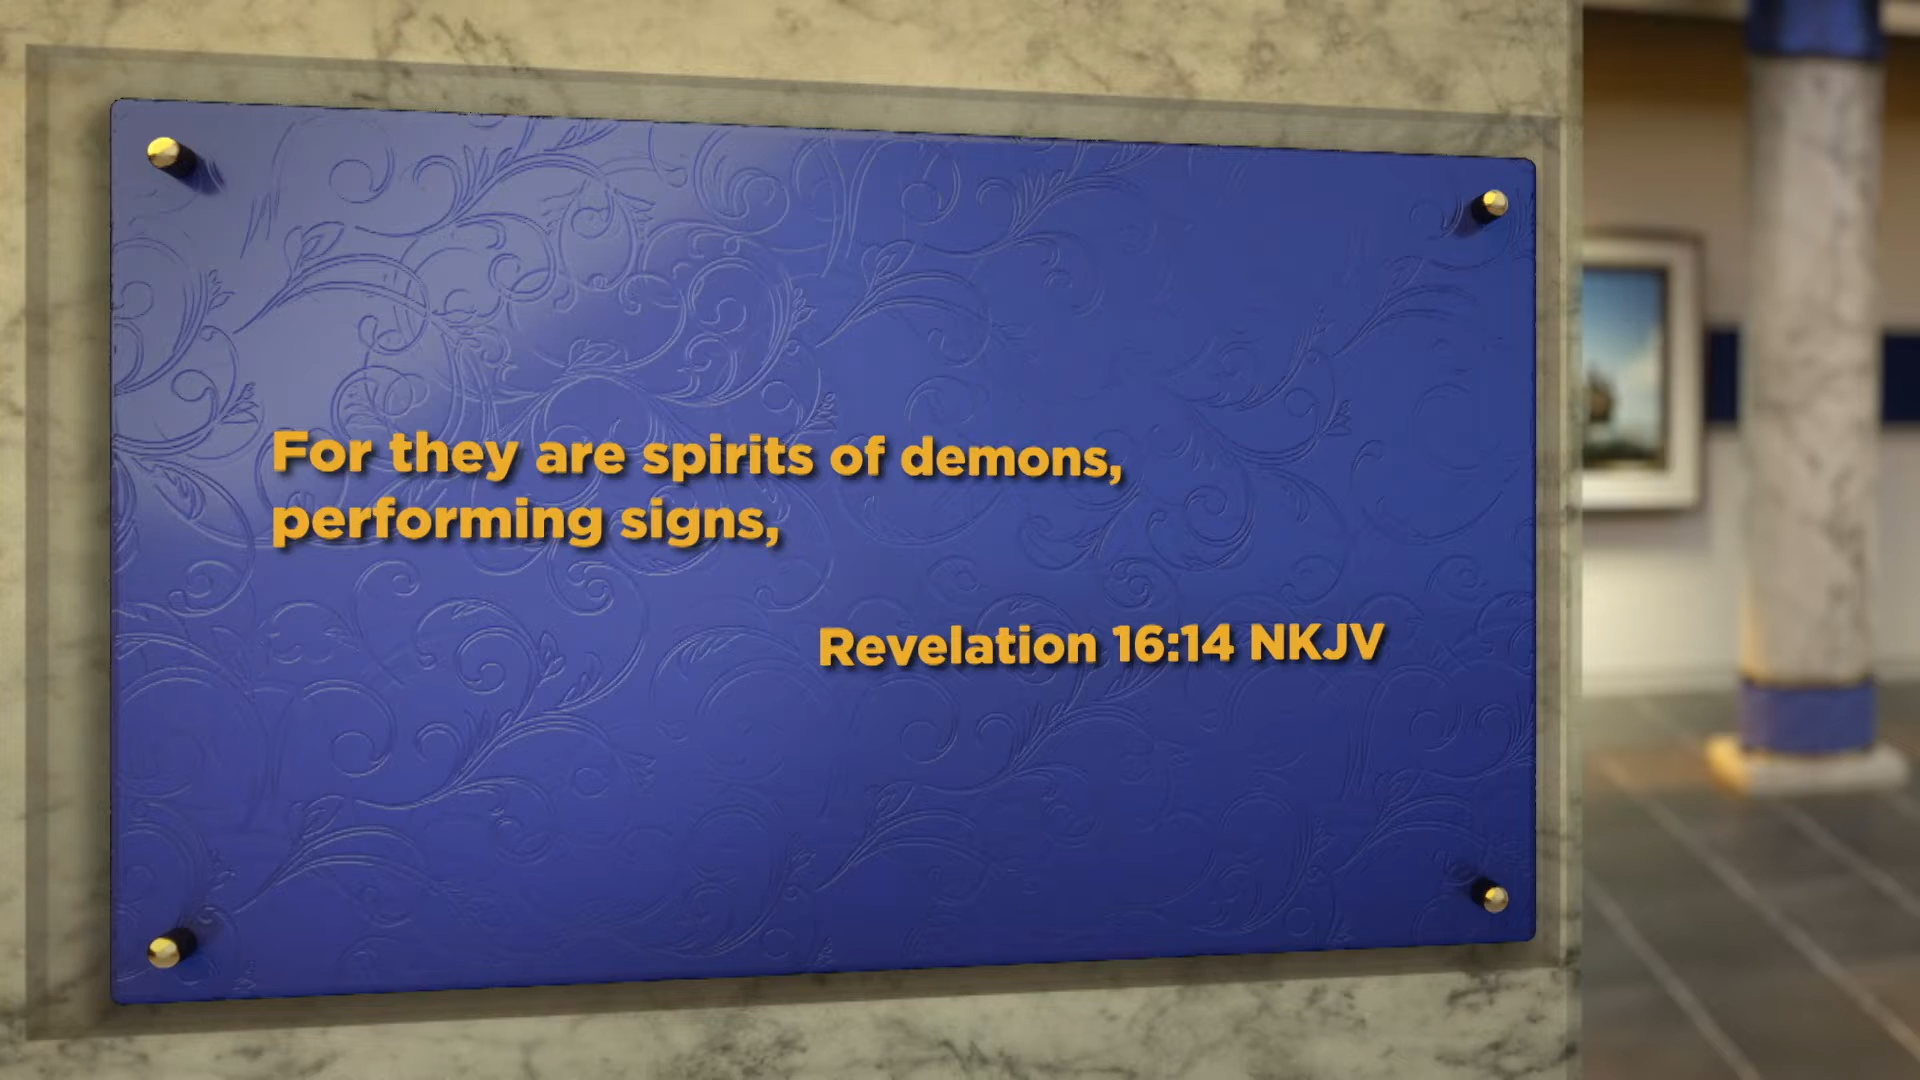 For they are spirits of demons,
performing signs,
Revelation 16:14 NKJV